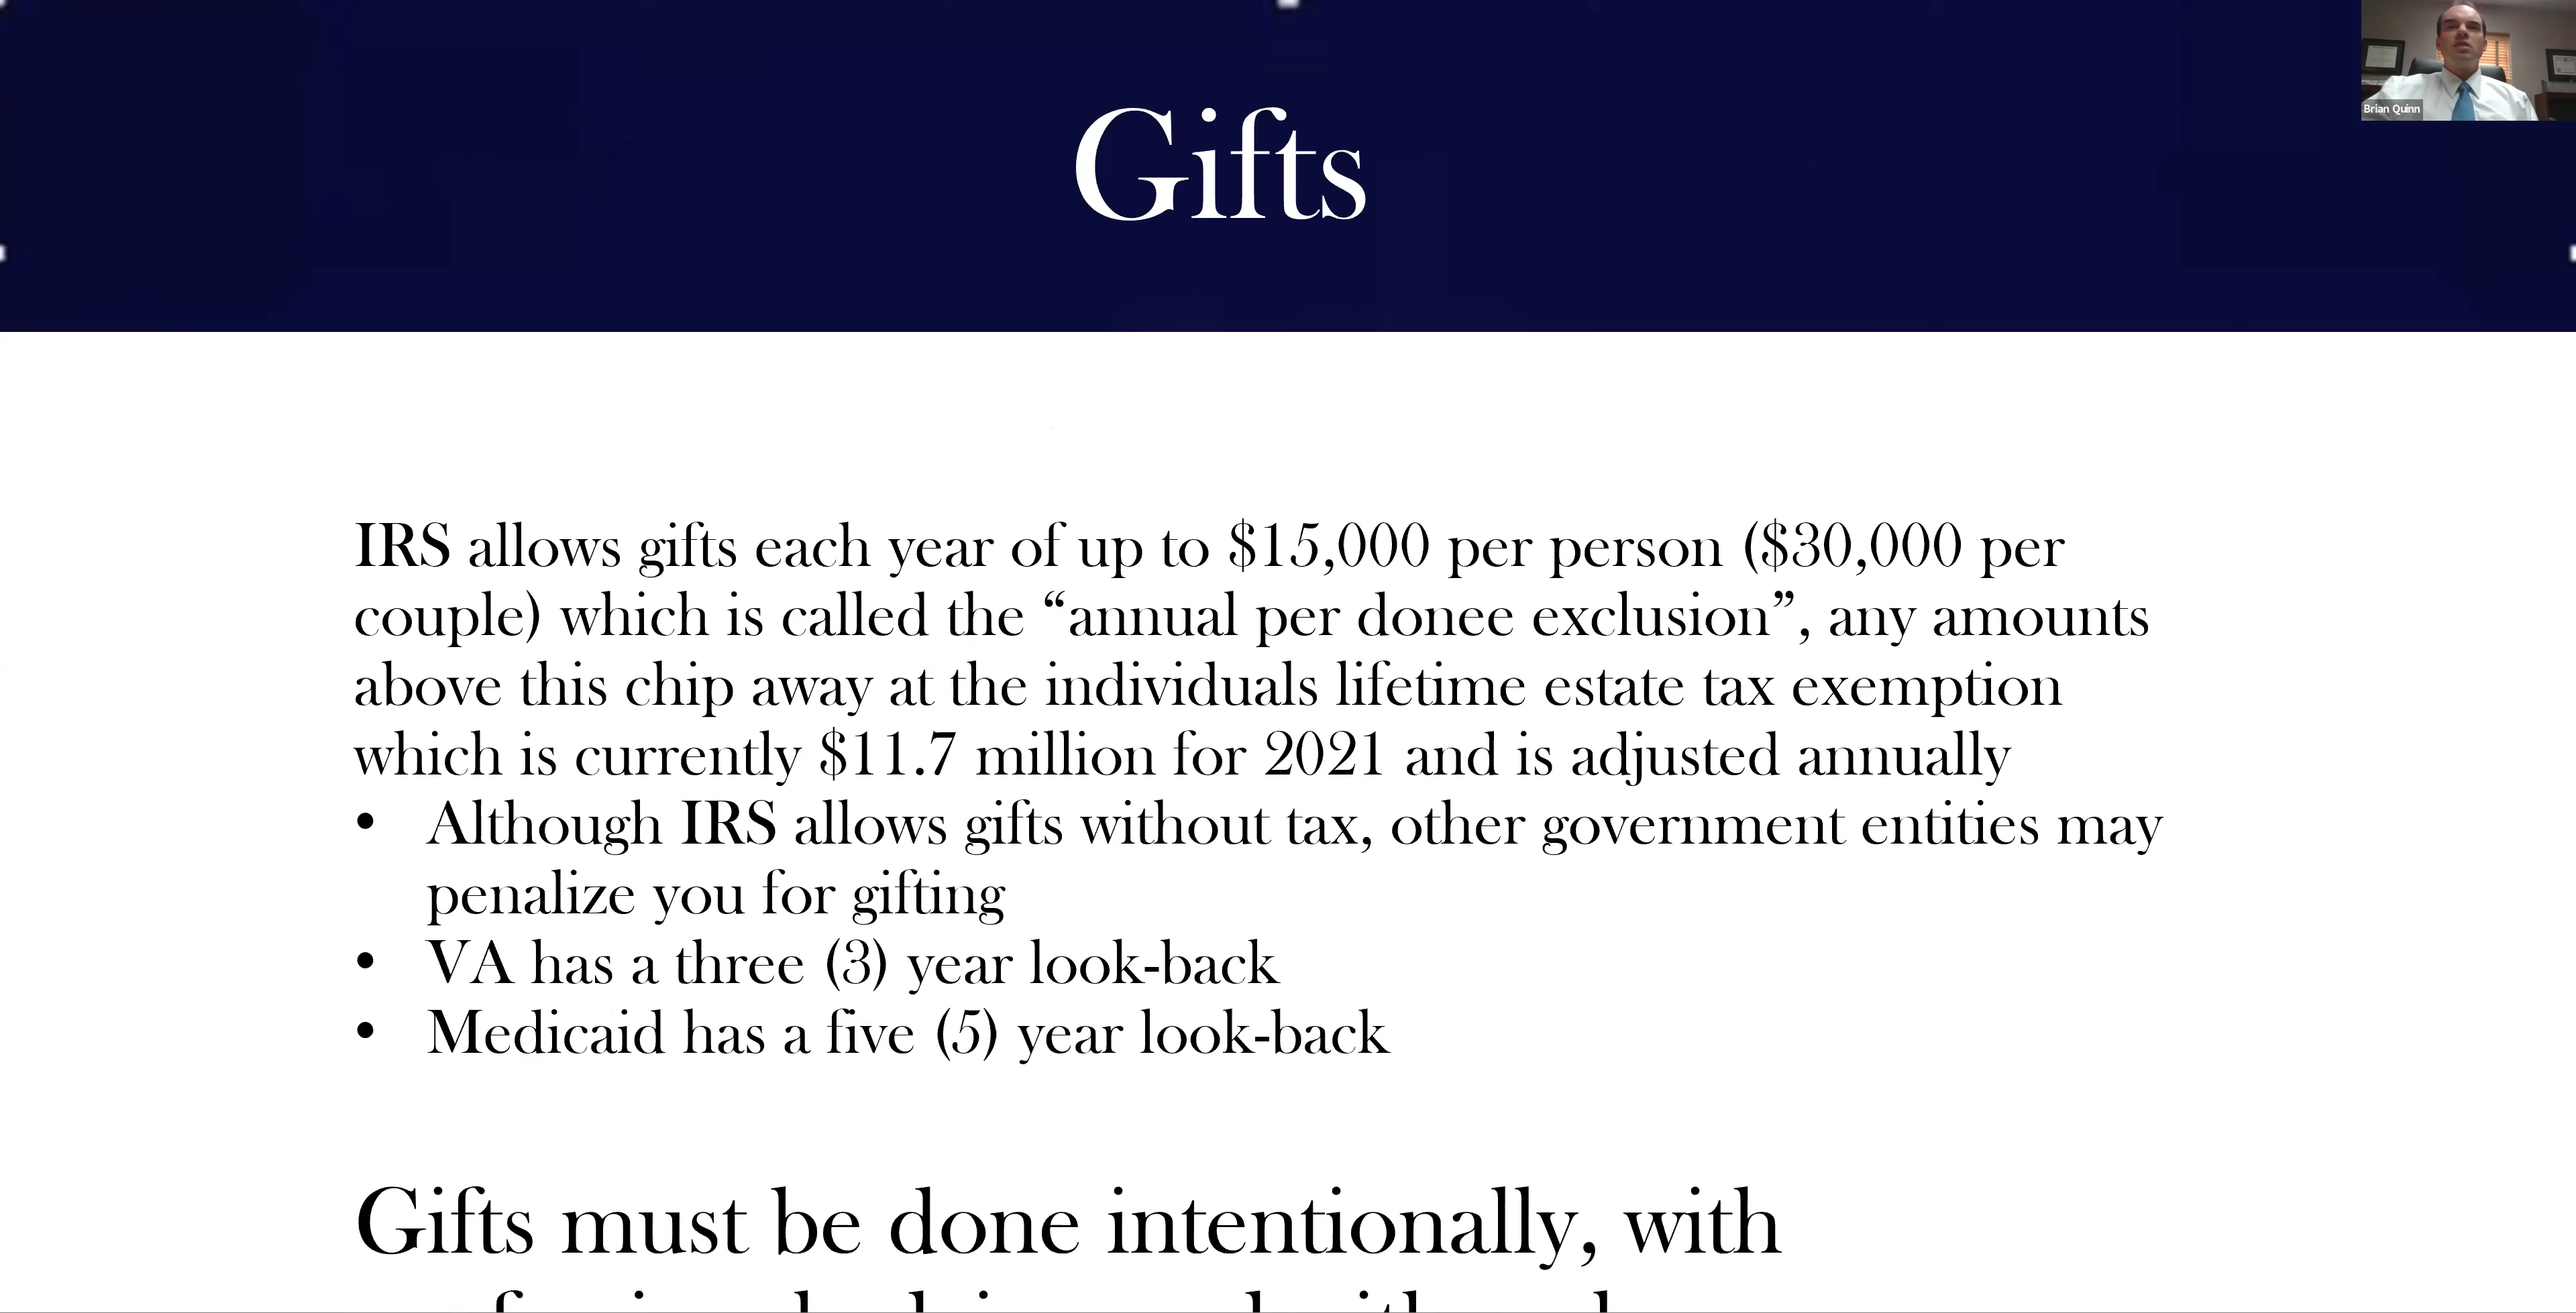 Gifts
Brian Quinn
IRS allows gifts each year of up to $15,000 per person ($30,000 per
couple) which is called the “annual per donee exclusion”, any amounts
above this chip away at the individuals lifetime estate tax exemption
which is currently $11.7 million for 2021 and is adjusted annually
• Although IRS allows gifts without tax, other government entities may
penalize you for gifting
• VA has a three (3) year look-back
• Medicaid has a five (5) year look-back
Gifts must be done intentionally, with